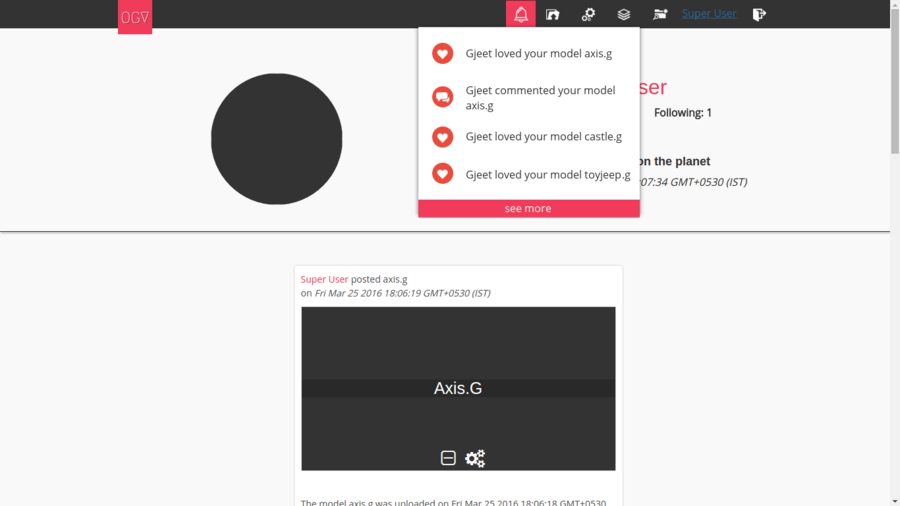 OGV
Super User
Gjeet loved your model axis.g
Gjeet commented your model
axis.g
Gjeet loved your model castle.g
Gjeet loved your model toyjeep.g
see more
ser
Following: 1
on the planet
07:34 GMT+0530 (IST)
Super User posted axis.g
on Fri Mar 25 2016 18:06:19 GMT+0530 (IST)
Axis.G
The model axis.g was uploaded on Fri Mar 25 2016 18:06:18 GMT+0530